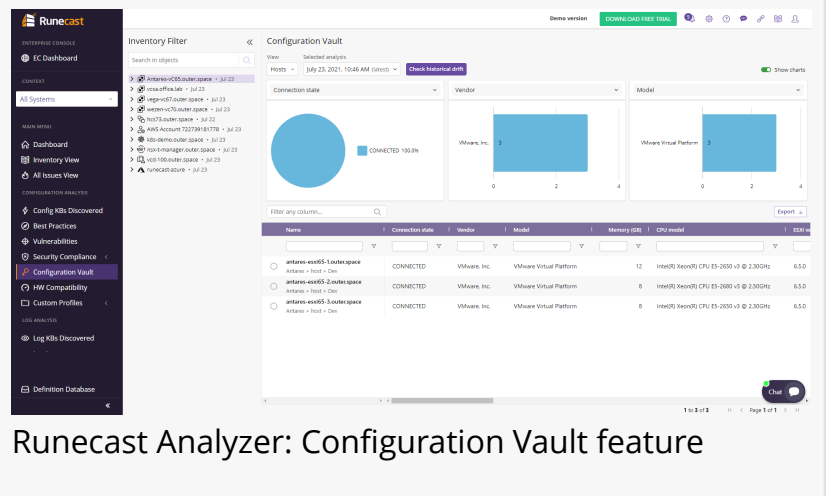 Runecast
Demo version
DOWNLOAD FREE TRIAL
ENTERPRISE CONSOLE
EC Dashboard
CONTEXT
All Systems
MAIN MENU
Dashboard
Inventory View
All Issues View
CONFIGURATION ANALYSIS
Config KBs Discovered
Best Practices
Vulnerabilities
Security Compliance
Configuration Vault
HW Compatibility
Custom Profiles
LOG ANALYSIS
Log KBs Discovered
Definition Database
Inventory Filter
Search in objects
Antares-vC65.outer.space • Jul 23
vcsa.office.lab • Jul 23
vega-vc67.outer.space • Jul 23
wezen-vc70.outer.space • Jul 23
hcs73.outer.space • Jul 22
AWS Account 722739181778 • Jul 23
k8s-demo.outer.space • Jul 23
nsx-t-manager.outer.space • Jul 23
vcd-100.outer.space • Jul 23
runecast-azure • Jul 23
Configuration Vault
View Selected analysis
Hosts July 23. 2021. 10:46 AM (latest) Check historical drift Show charts
Connection state Vendor Model
CONNECTED 100.0%
VMware, Inc. 3
0 2 4
VMware Virtual Platform 3
0 2 4
Filter any column... Export
Name Connection state Vendor Model Memory (GB) CPU model
antares-esxi65-1.outer.space CONNECTED VMware, Inc. VMware Virtual Platform 12 Intel(R) Xeon(R) CPU E5-2650 v3 @ 2.30GHz 6.5.0
Antares > host > Dev
antares-esxi65-2.outer.space CONNECTED VMware, Inc. VMware Virtual Platform 8 Intel(R) Xeon(R) CPU E5-2680 v3 @ 2.50GHz 6.5.0
Antares > host > Dev
antares-esxi65-3.outer.space CONNECTED VMware, Inc. VMware Virtual Platform 8 Intel(R) Xeon(R) CPU E5-2650 v3 @ 2.30GHz 6.5.0
Antares > host > Dev
Chat
1 to 3 of 3 Page 1 of 1
Runecast Analyzer: Configuration Vault feature